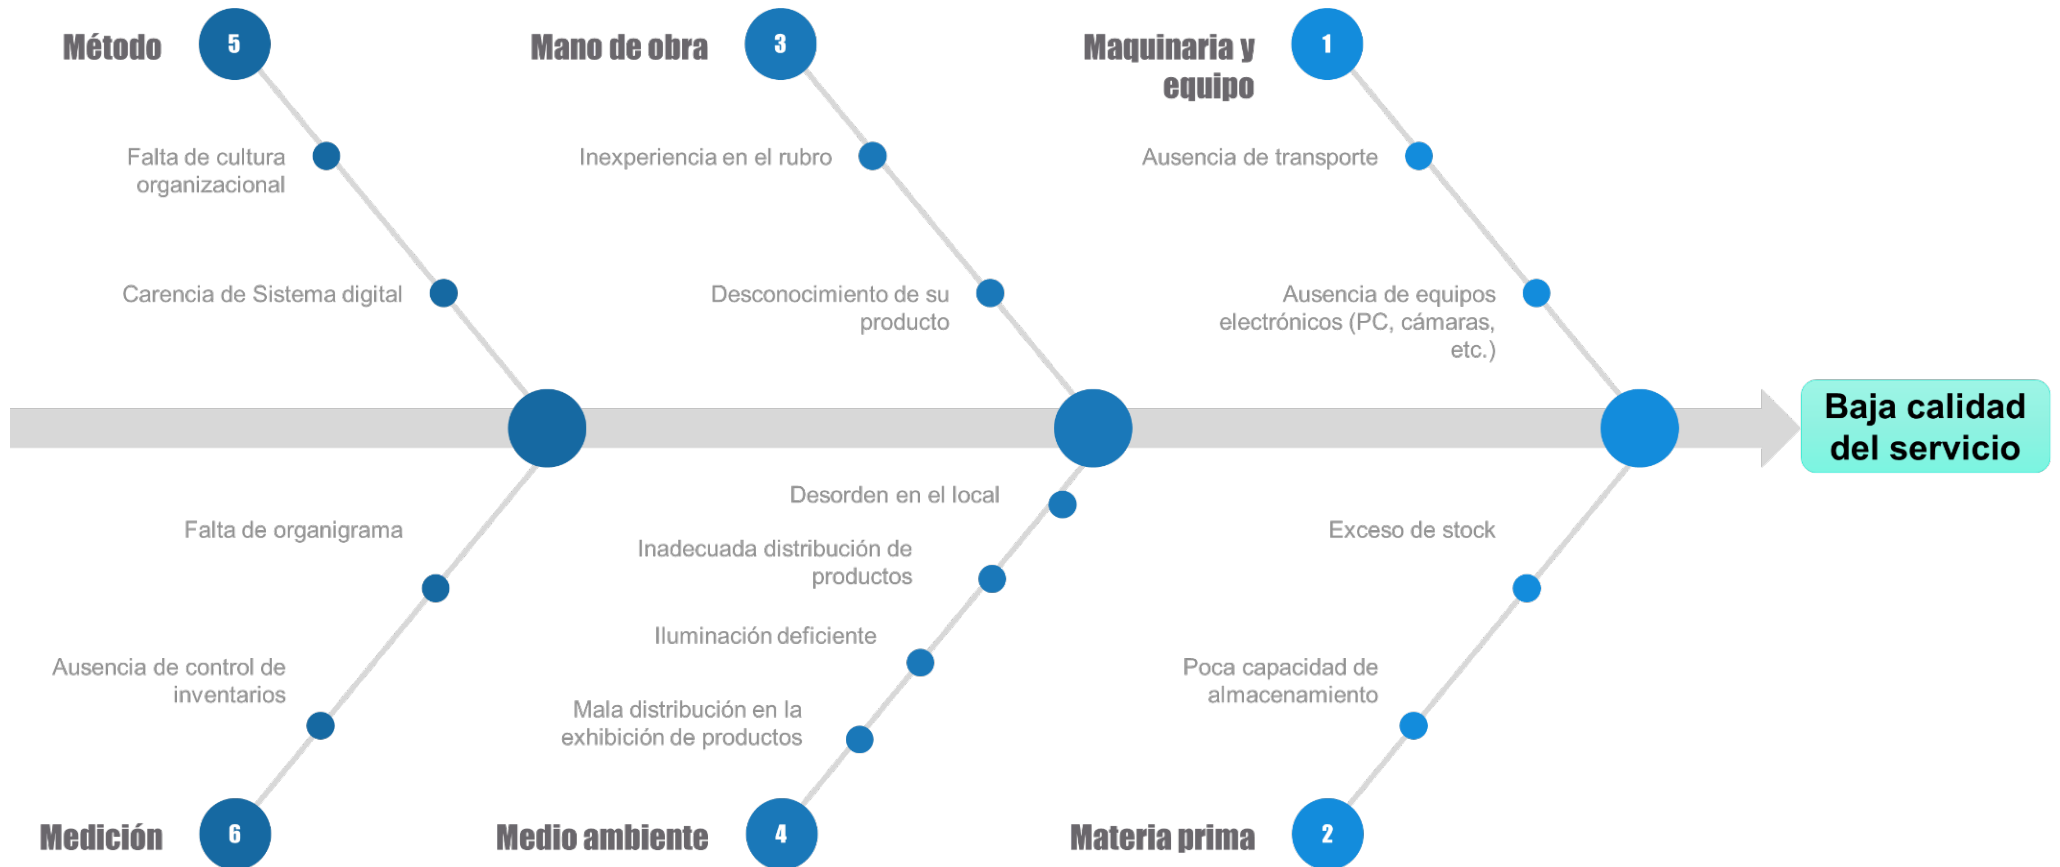 Método
5
Mano de obra
3
Maquinaria y
equipo
1
Falta de cultura
organizacional
Inexperiencia en el rubro
Ausencia de transporte
Carencia de Sistema digital
Desconocimiento de su
producto
Ausencia de equipos
electrónicos (PC, cámaras,
etc.)
Baja calidad
del servicio
Falta de organigrama
Desorden en el local
Inadecuada distribución de
productos
Exceso de stock
Ausencia de control de
inventarios
Iluminación deficiente
Mala distribución en la
exhibición de productos
Poca capacidad de
almacenamiento
Medición
6
Medio ambiente
4
Materia prima
2